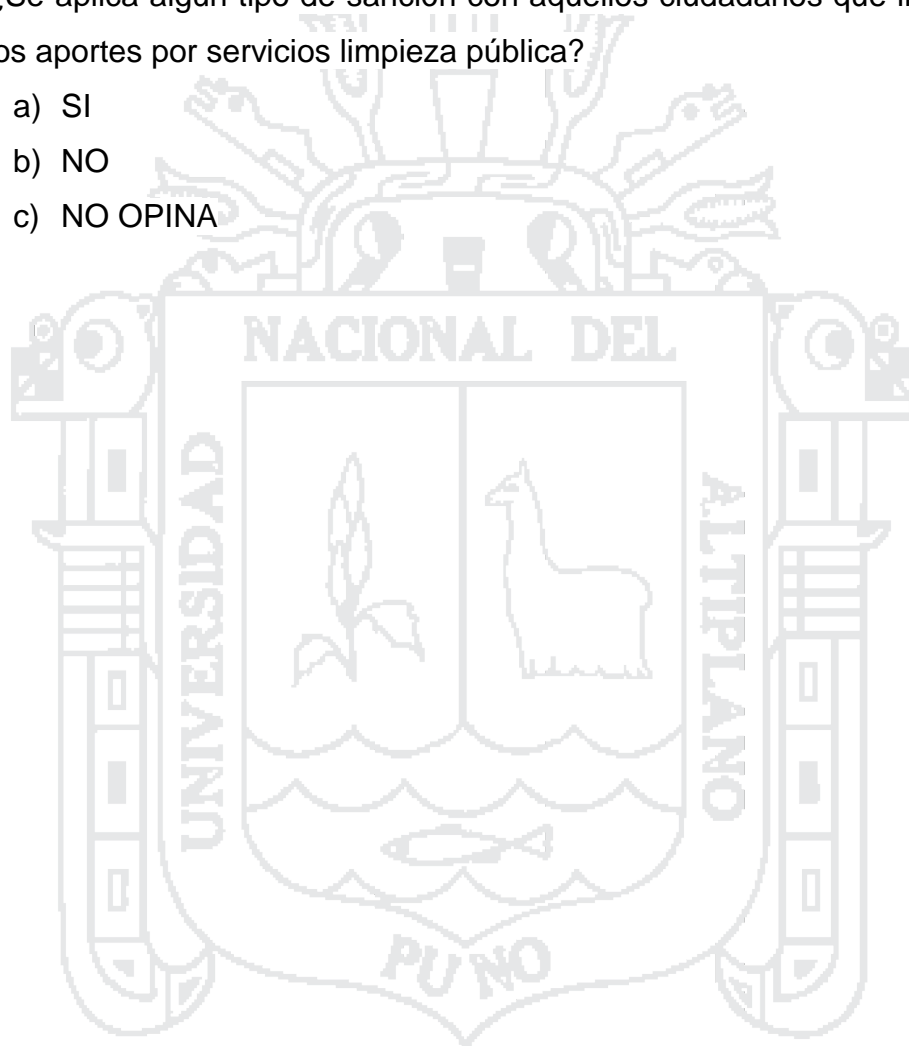 ¿Se aplica algún tipo de sanción con aquellos ciudadanos que
os aportes por servicios limpieza pública?
a) SI
b) NO
c) NO OPINA
NACIONAL DEL
UNIVERSIDAD
ALTIPLANO
PUNO